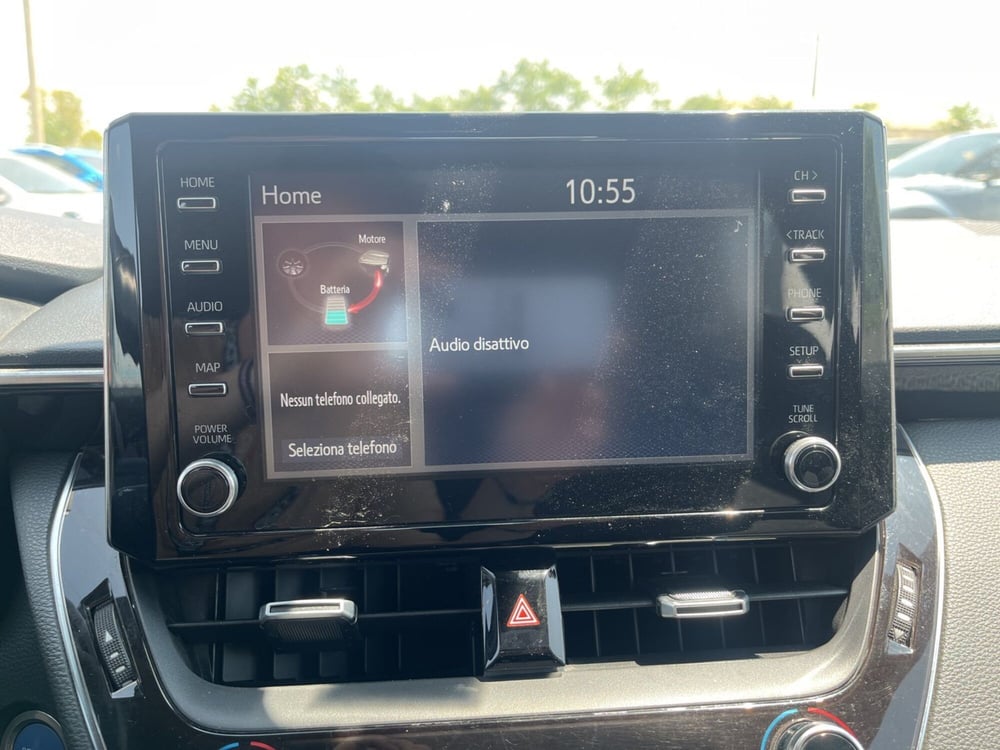 HOME
MENU
AUDIO
MAP
POWER
VOLUME
Home
10:55
Motore
Batteria
Nessun telefono collegato.
Seleziona telefono
Audio disattivo
CH >
< TRACK
PHONE
SETUP
TUNE
SCROLL